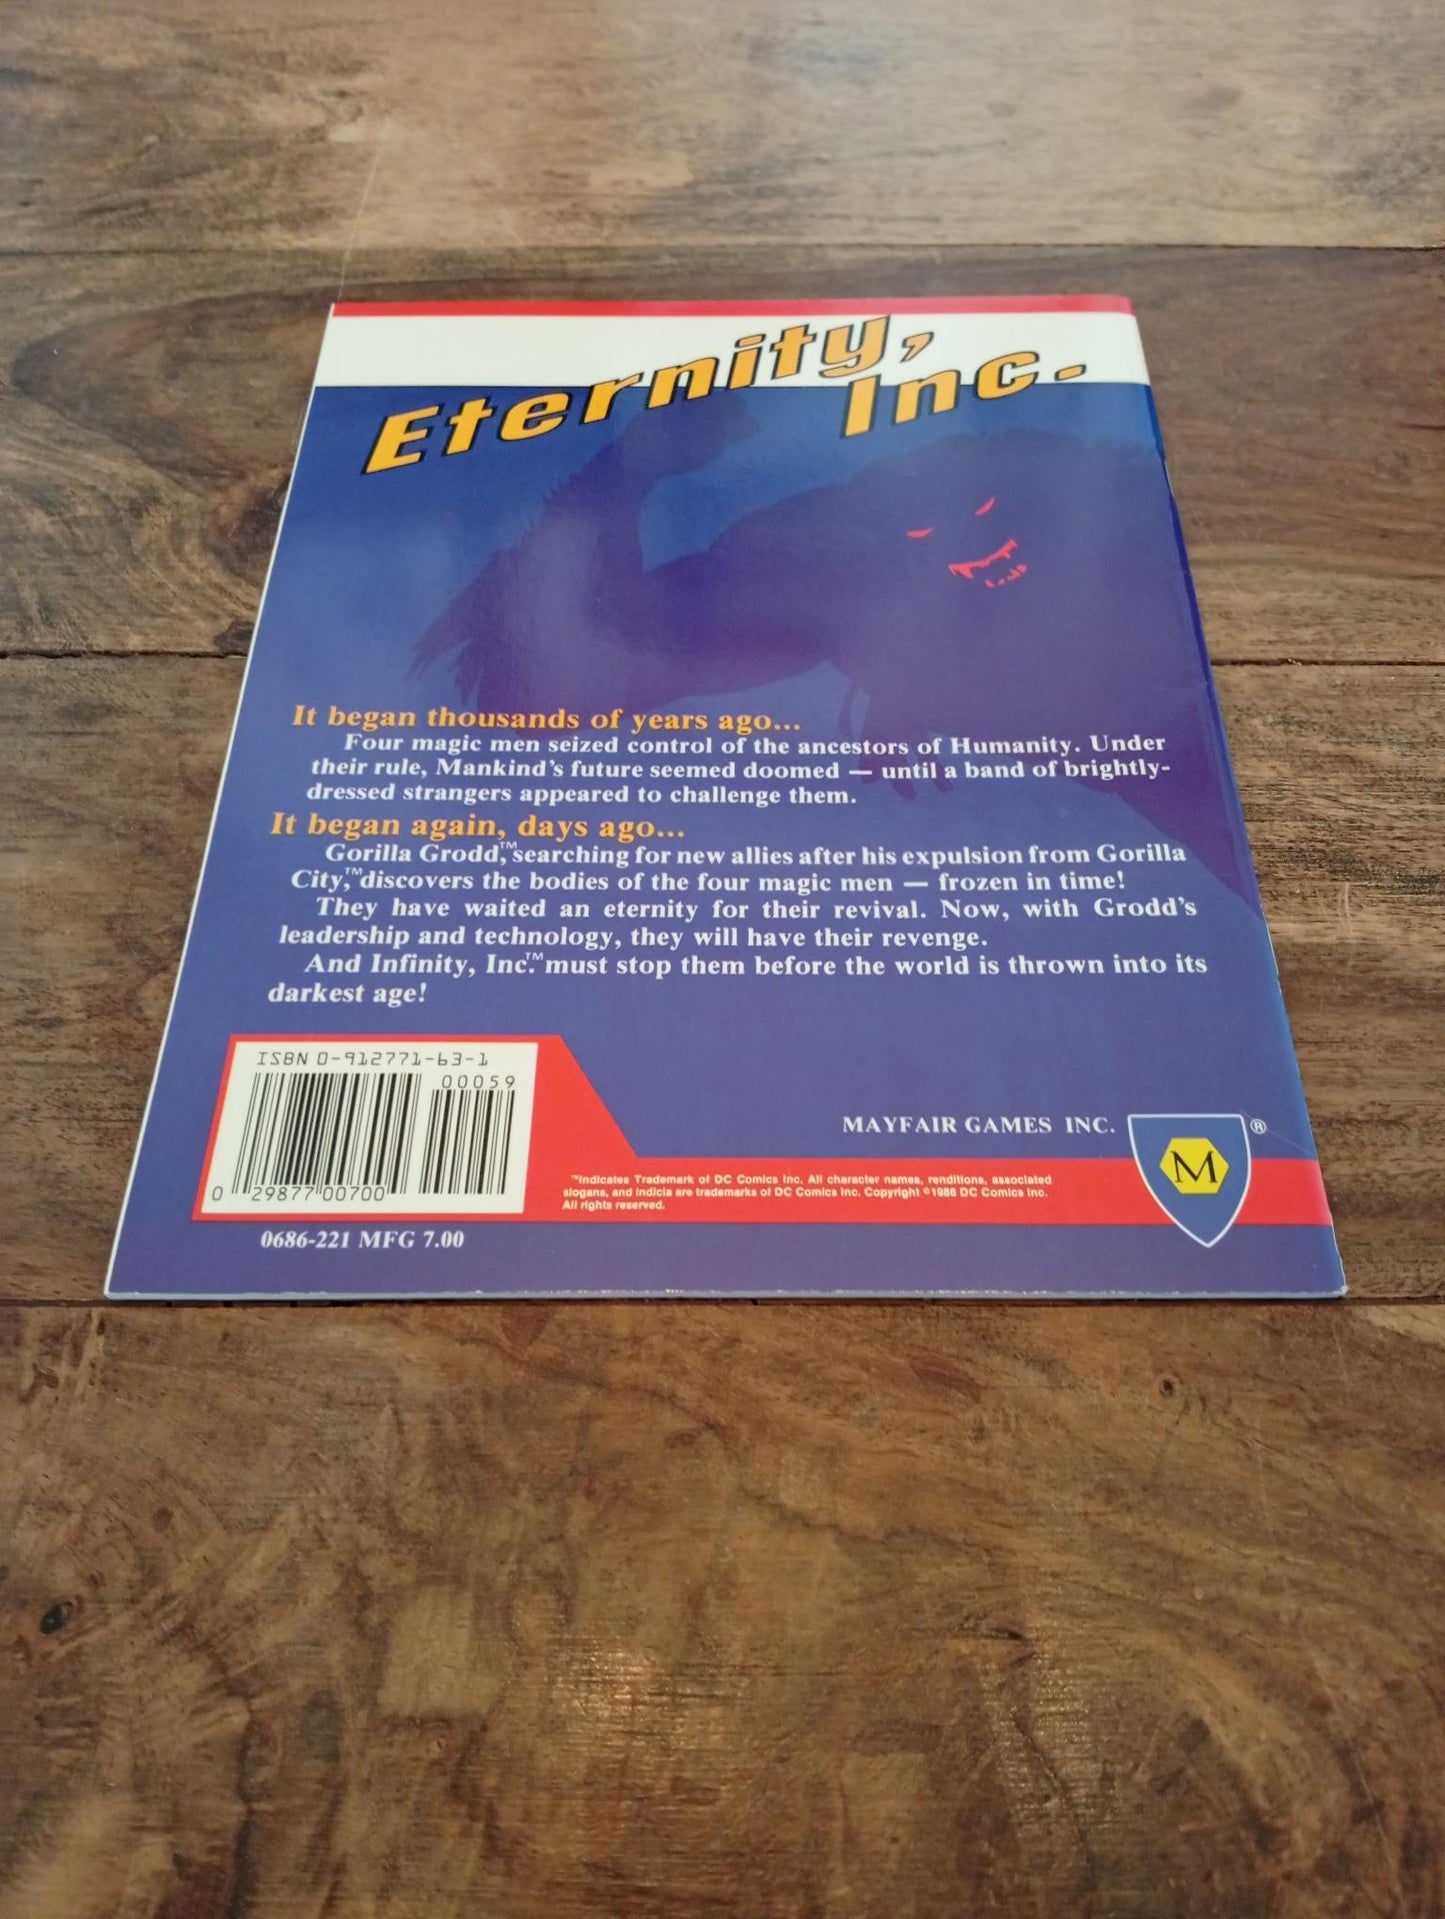 Eternity,
Inc.
It began thousands of years ago...
Four magic men seized control of the ancestors of Humanity. Under
their rule, Mankind's future seemed doomed — until a band of brightly-
dressed strangers appeared to challenge them.
It began again, days ago...
Gorilla Grodd,™ searching for new allies after his expulsion from Gorilla
City,™ discovers the bodies of the four magic men — frozen in time!
They have waited an eternity for their revival. Now, with Grodd's
leadership and technology, they will have their revenge.
And Infinity, Inc.™ must stop them before the world is thrown into its
darkest age!
ISBN 0-912771-63-1
00059
0 29877 00700
MAYFAIR GAMES INC.
M ®
™Indicates Trademark of DC Comics Inc. All character names, renditions, associated
slogans, and indicia are trademarks of DC Comics Inc. Copyright ©1986 DC Comics Inc.
All rights reserved.
0686-221 MFG 7.00